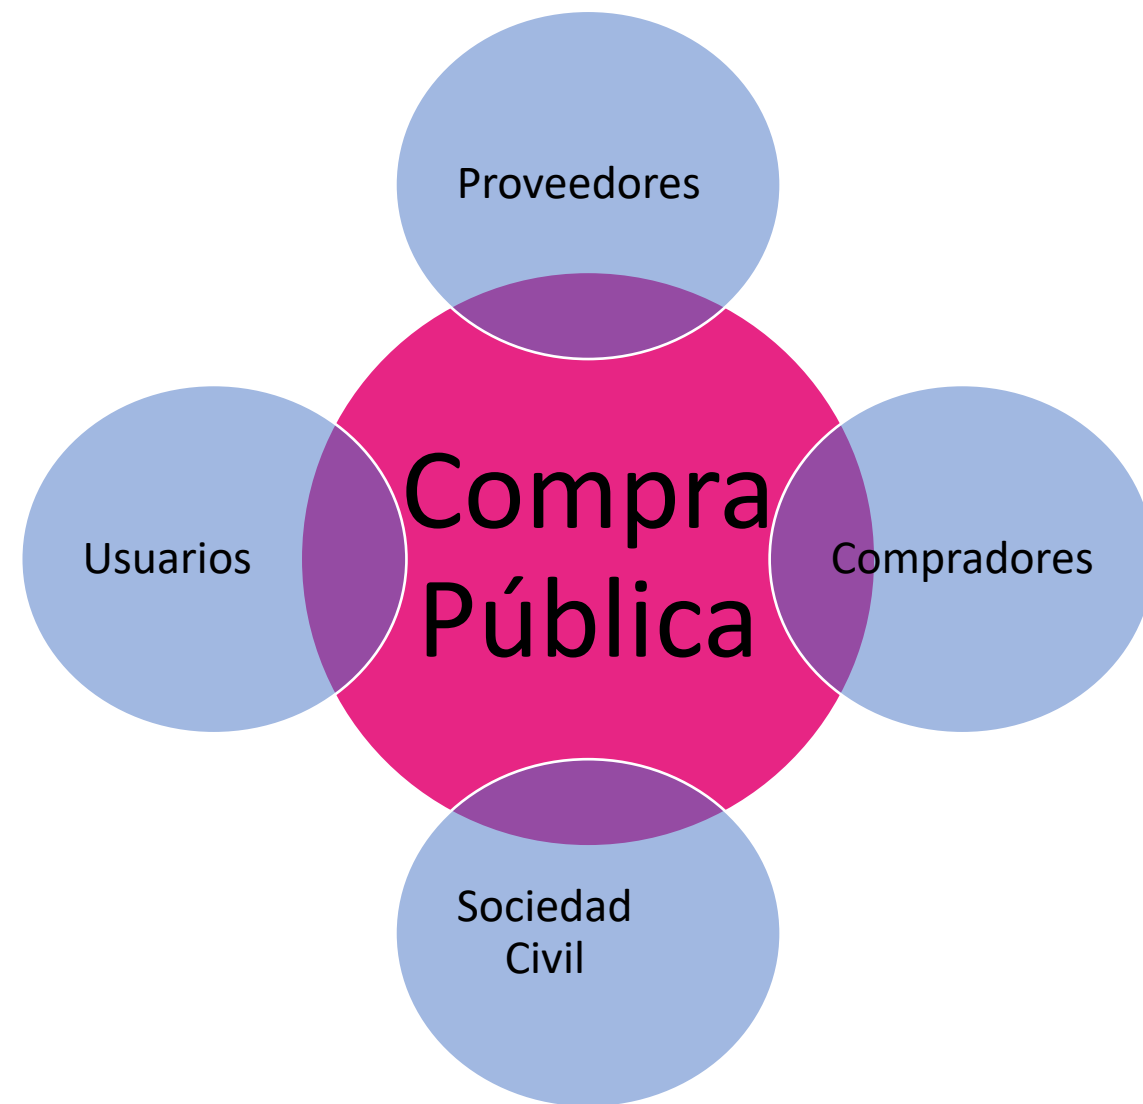 Proveedores
Compra
Pública
Usuarios
Compradores
Sociedad
Civil